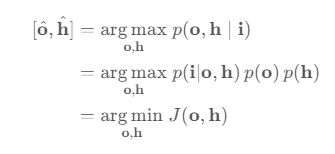 [ô, ĥ] = arg max p(o, h | i)
o,h
= arg max p(i|o, h) p(o) p(h)
o,h
= arg min J(o, h)
o,h